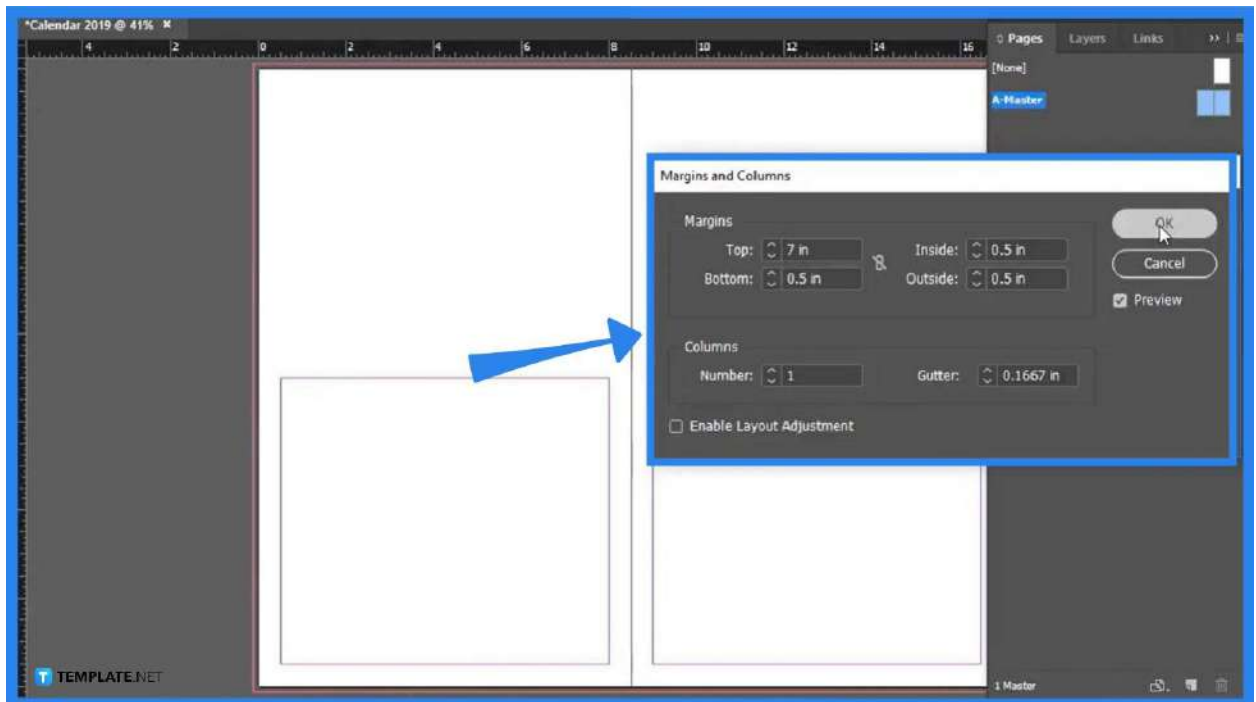 *Calendar 2019 @ 41% ×
4 2 0 2 4 6 8 10 12 14 16
Pages Layers Links
[None]
A-Master
Margins and Columns
Margins
Top: 7 in Inside: 0.5 in
Bottom: 0.5 in Outside: 0.5 in
OK
Cancel
Preview
Columns
Number: 1 Gutter: 0.1667 in
Enable Layout Adjustment
1 Master
T TEMPLATE.NET